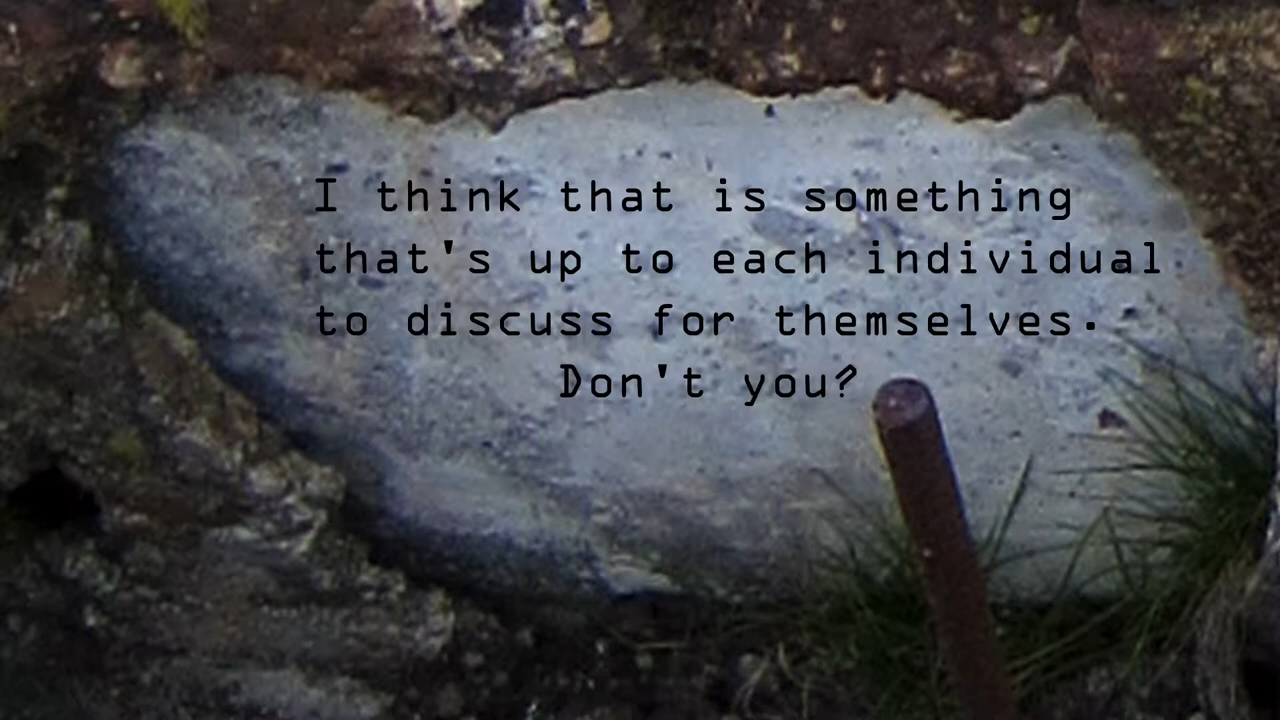 I think that is something
that's up to each individual
to discuss for themselves.
Don't you?